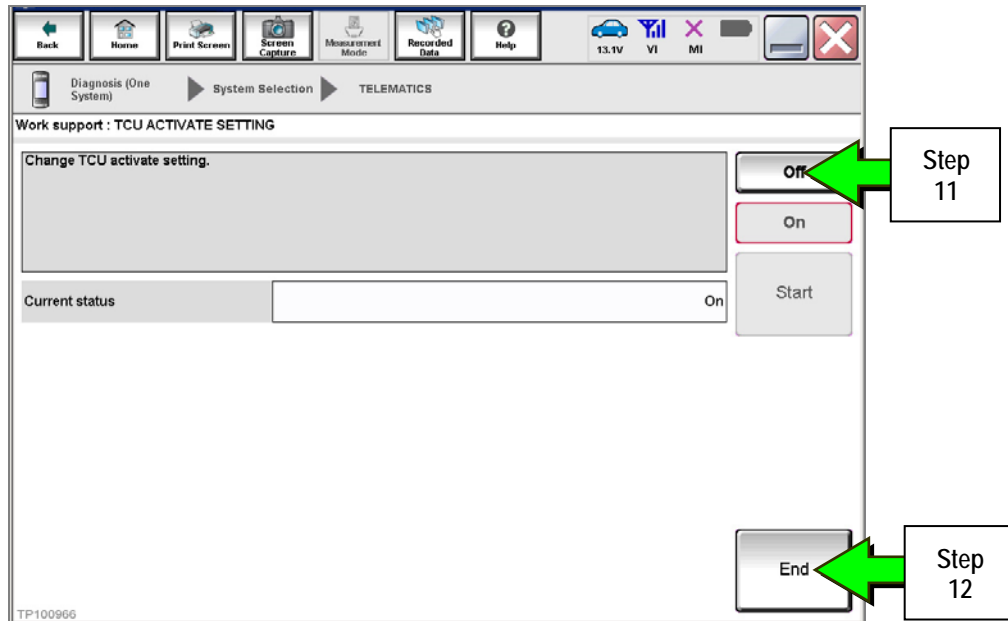 Back Home Print Screen Screen Capture Measurement Mode Recorded Data Help 13.1V VI MI
Diagnosis (One System) System Selection TELEMATICS
Work support : TCU ACTIVATE SETTING
Change TCU activate setting.
Off
Step
11
On
Current status On
Start
End
Step
12
TP100966